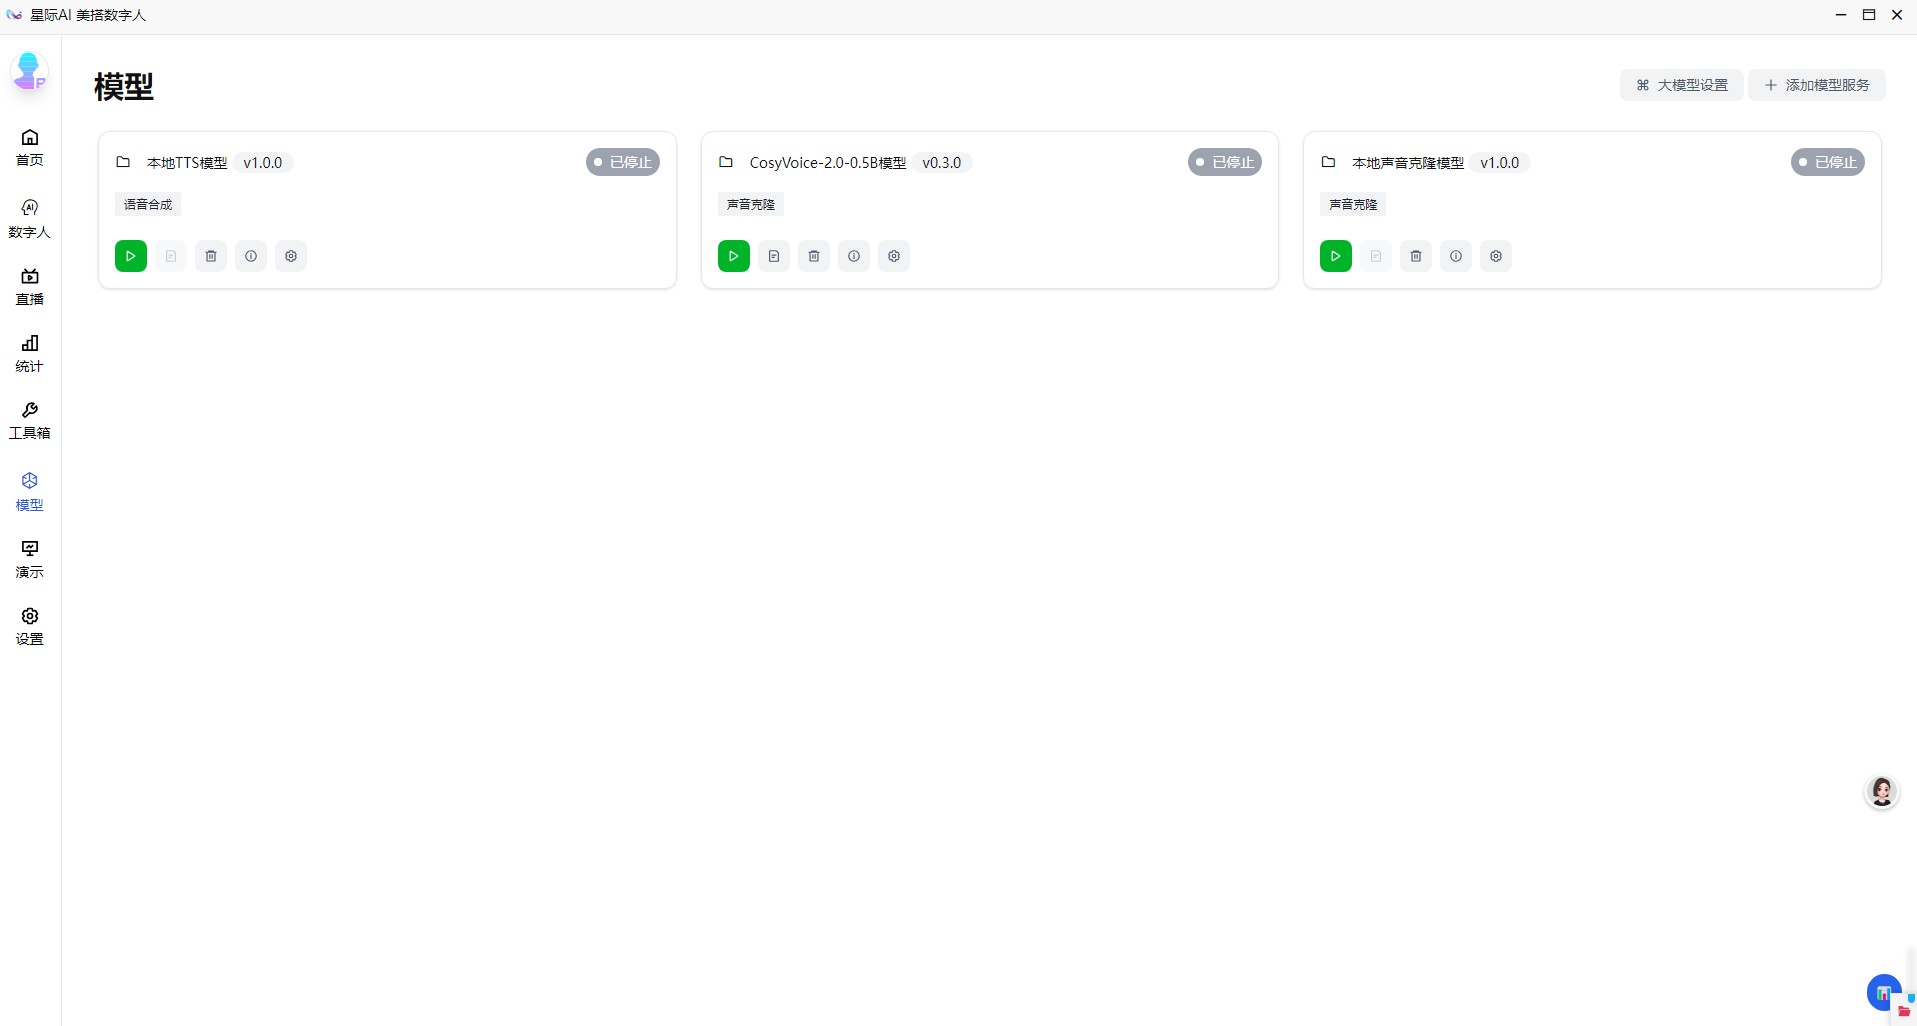 星际AI 美搭数字人
模型
大模型设置
添加模型服务
首页
数字人
直播
统计
工具箱
模型
演示
设置
本地TTS模型 v1.0.0
已停止
语音合成
CosyVoice-2.0-0.5B模型 v0.3.0
已停止
声音克隆
本地声音克隆模型 v1.0.0
已停止
声音克隆